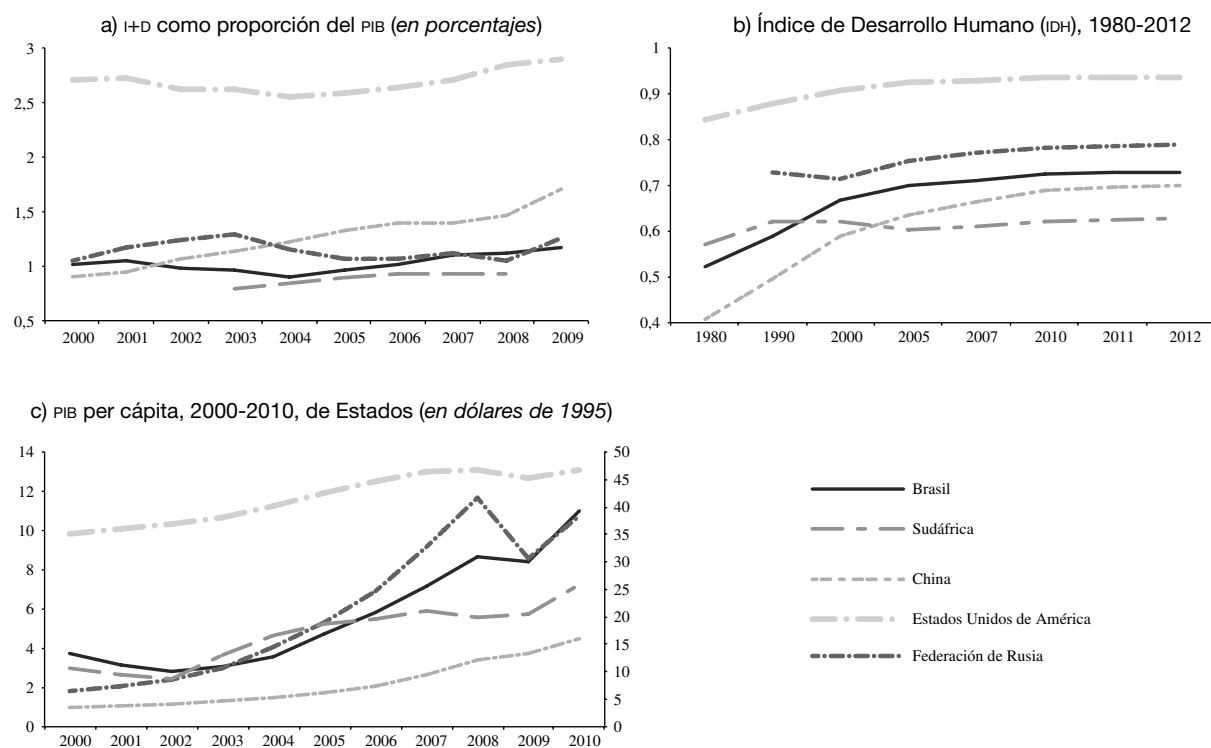 a) I+D como proporción del PIB (en porcentajes)
3
2,5
2
1,5
1
0,5
2000 2001 2002 2003 2004 2005 2006 2007 2008 2009
b) Índice de Desarrollo Humano (IDH), 1980-2012
1
0,9
0,8
0,7
0,6
0,5
0,4
1980 1990 2000 2005 2007 2010 2011 2012
c) PIB per cápita, 2000-2010, de Estados (en dólares de 1995)
14
12
10
8
6
4
2
0
50
45
40
35
30
25
20
15
10
5
0
2000 2001 2002 2003 2004 2005 2006 2007 2008 2009 2010
Brasil
Sudáfrica
China
Estados Unidos de América
Federación de Rusia